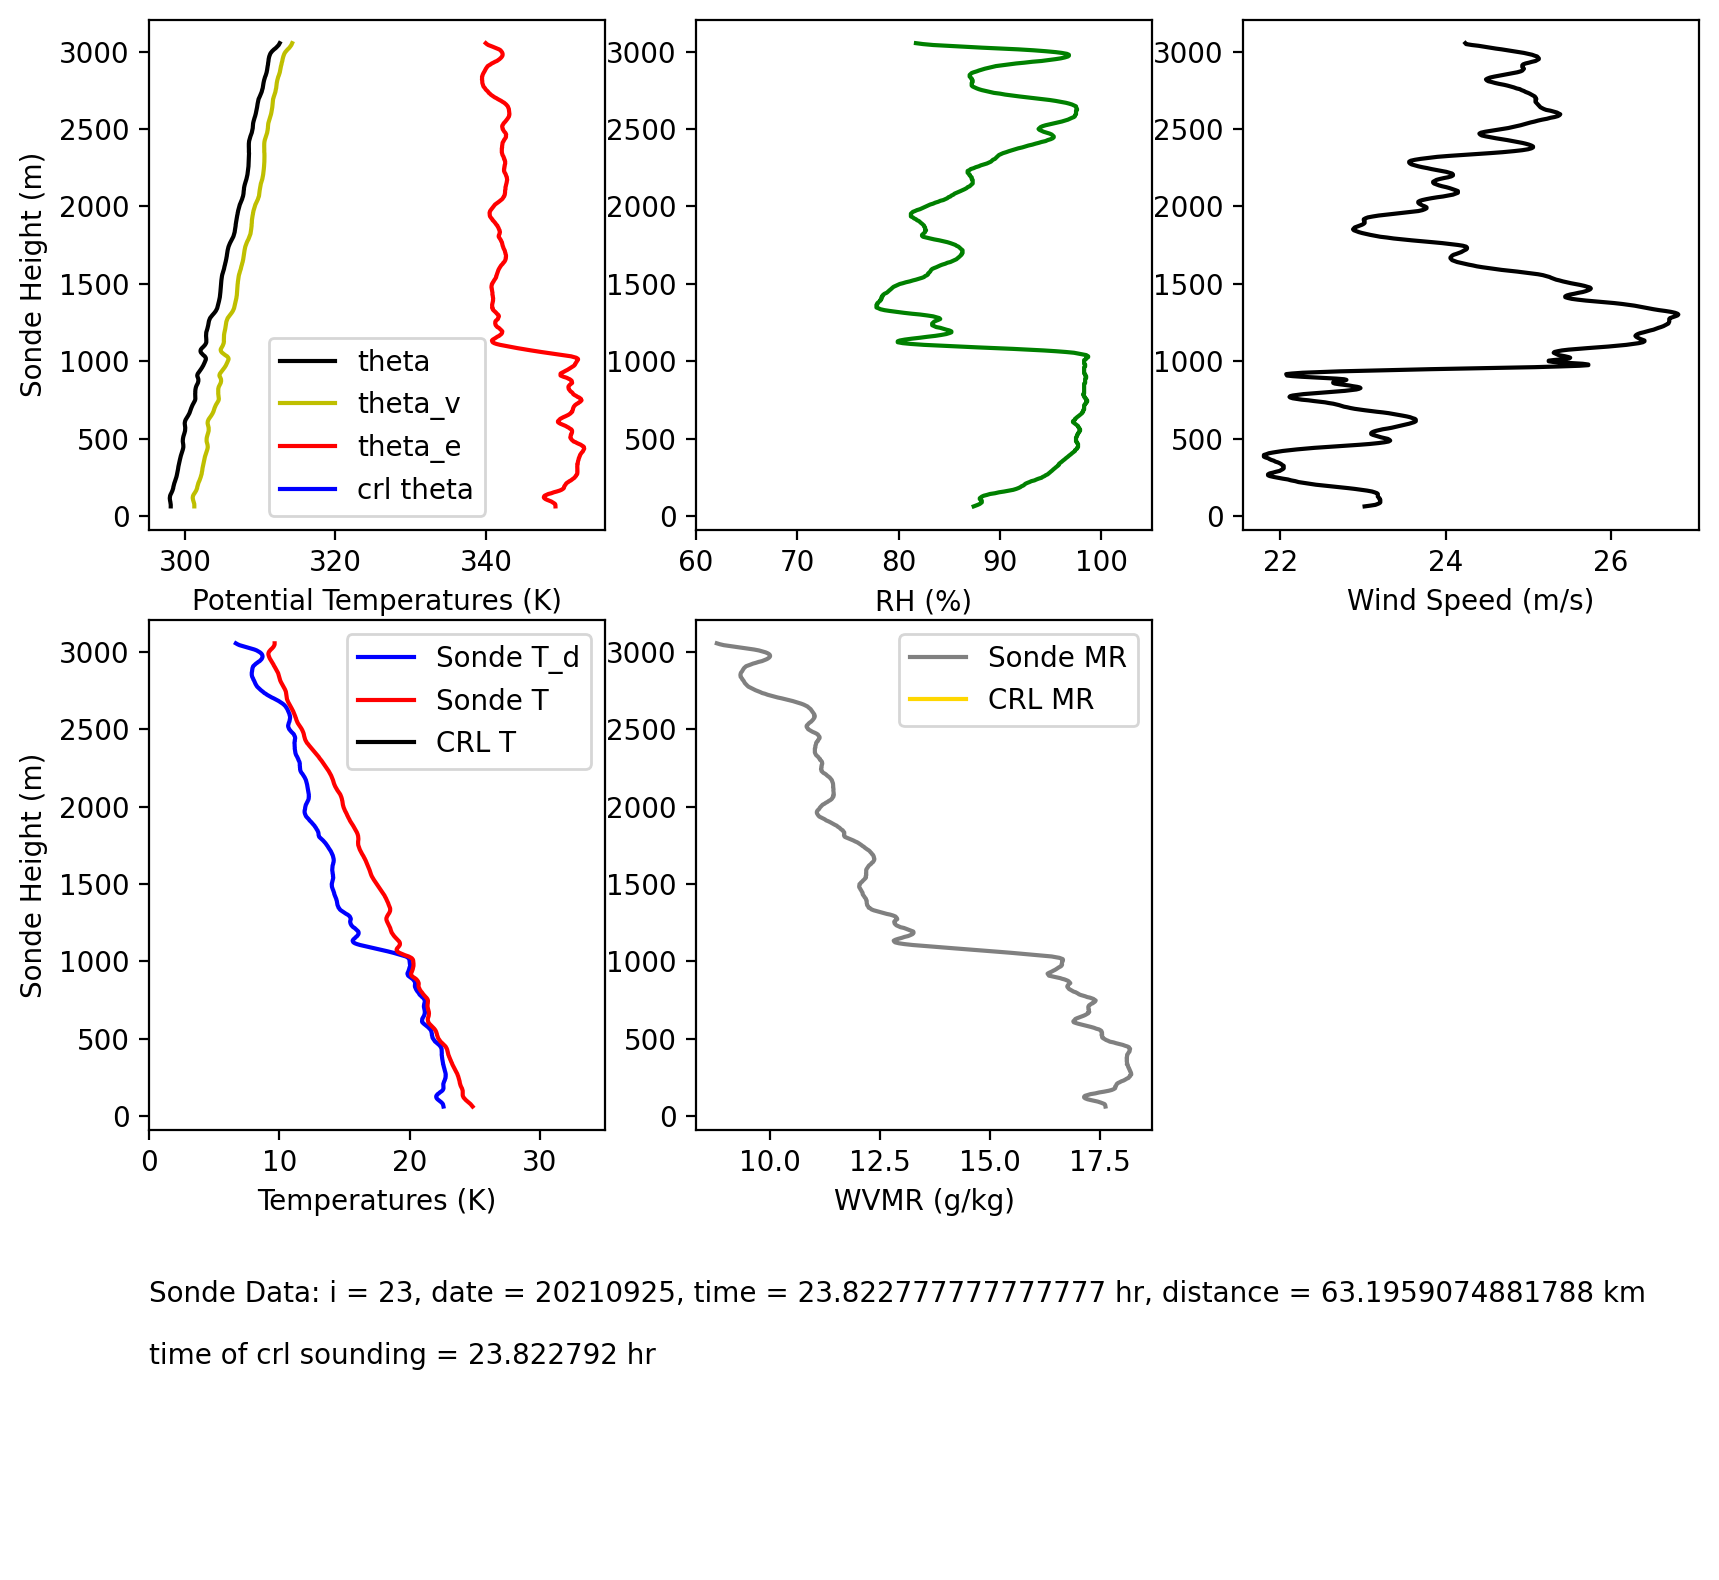 3000
2500
2000
1500
1000
500
0
Sonde Height (m)
300 320 340
Potential Temperatures (K)
theta
theta_v
theta_e
crl theta
3000
2500
2000
1500
1000
500
0
60 70 80 90 100
RH (%)
3000
2500
2000
1500
1000
500
0
22 24 26
Wind Speed (m/s)
3000
2500
2000
1500
1000
500
0
Sonde Height (m)
0 10 20 30
Temperatures (K)
Sonde T_d
Sonde T
CRL T
3000
2500
2000
1500
1000
500
0
10.0 12.5 15.0 17.5
WVMR (g/kg)
Sonde MR
CRL MR
Sonde Data: i = 23, date = 20210925, time = 23.822777777777777 hr, distance = 63.1959074881788 km
time of crl sounding = 23.822792 hr